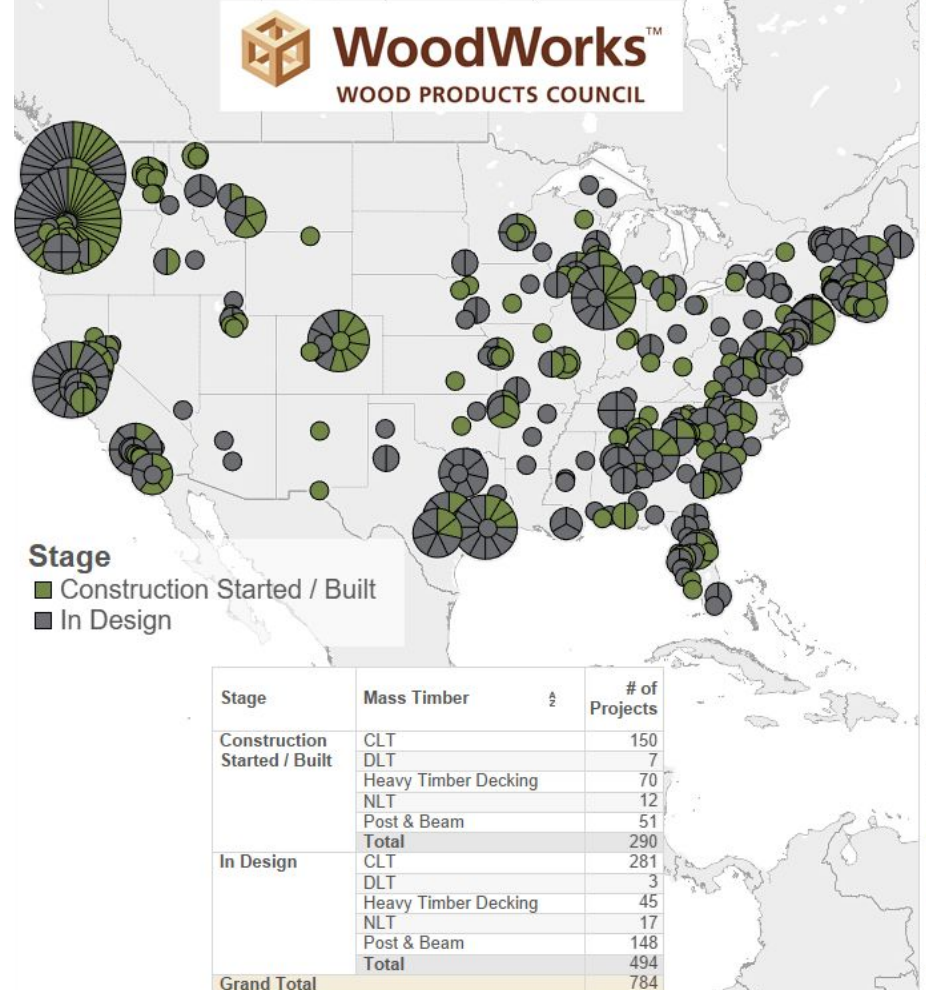 WoodWorks™
WOOD PRODUCTS COUNCIL
Stage
Construction Started / Built
In Design
Stage Mass Timber A Z # of Projects
Construction Started / Built CLT 150
DLT 7
Heavy Timber Decking 70
NLT 12
Post & Beam 51
Total 290
In Design CLT 281
DLT 3
Heavy Timber Decking 45
NLT 17
Post & Beam 148
Total 494
Grand Total 784